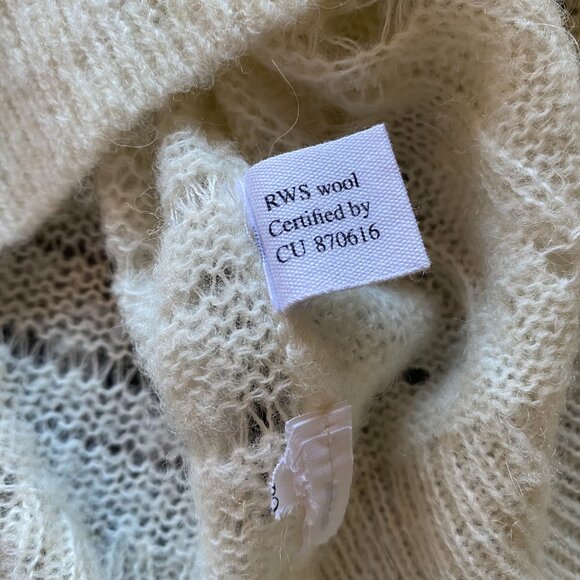 RWS wool
Certified by
CU 870616